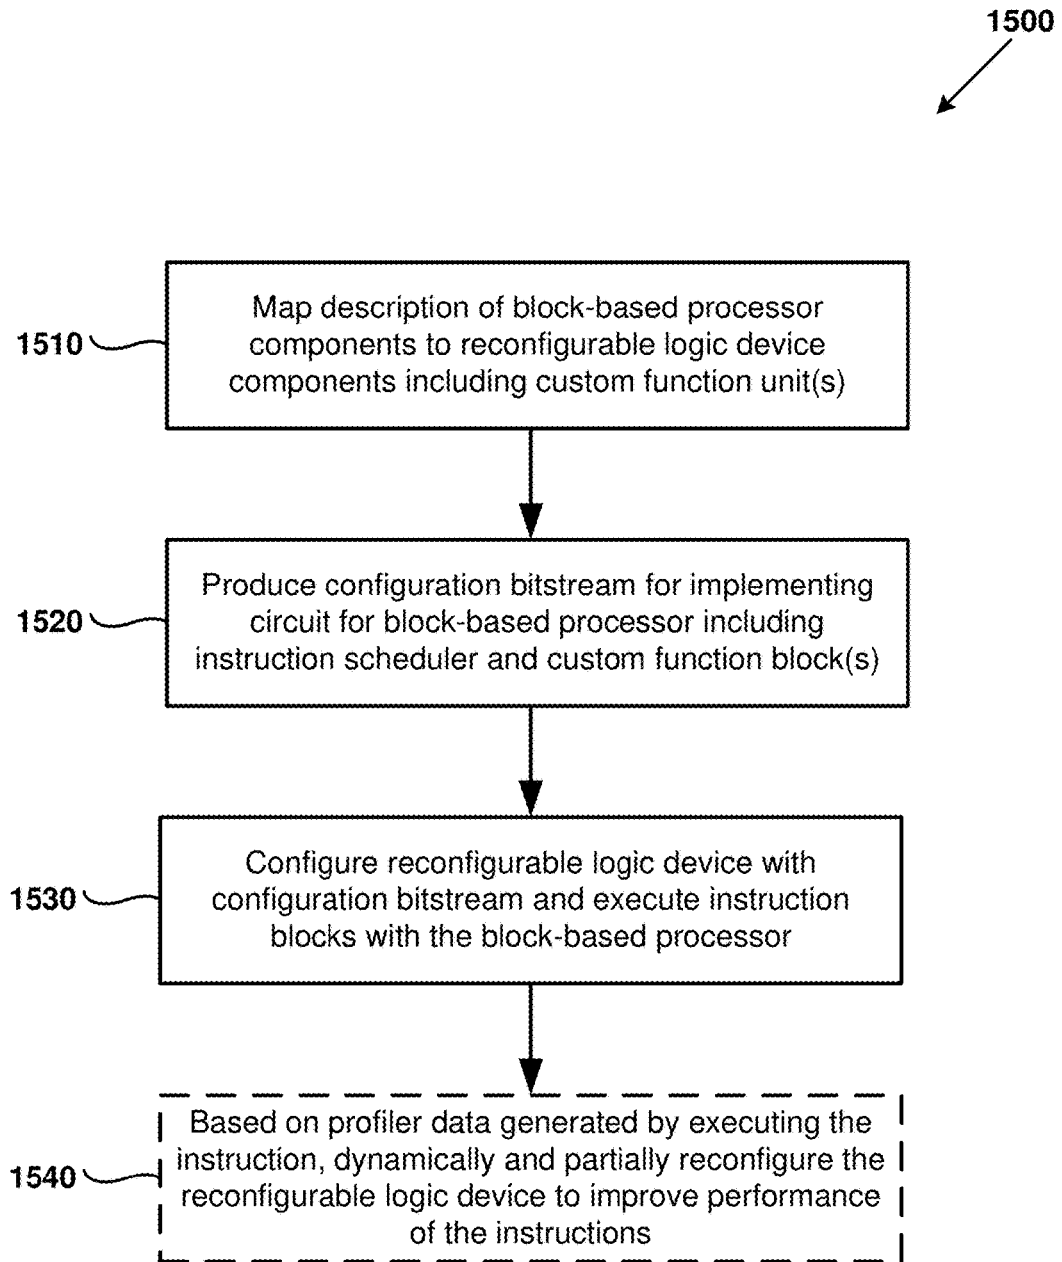 1500
1510
Map description of block-based processor
components to reconfigurable logic device
components including custom function unit(s)
1520
Produce configuration bitstream for implementing
circuit for block-based processor including
instruction scheduler and custom function block(s)
1530
Configure reconfigurable logic device with
configuration bitstream and execute instruction
blocks with the block-based processor
1540
Based on profiler data generated by executing the
instruction, dynamically and partially reconfigure the
reconfigurable logic device to improve performance
of the instructions